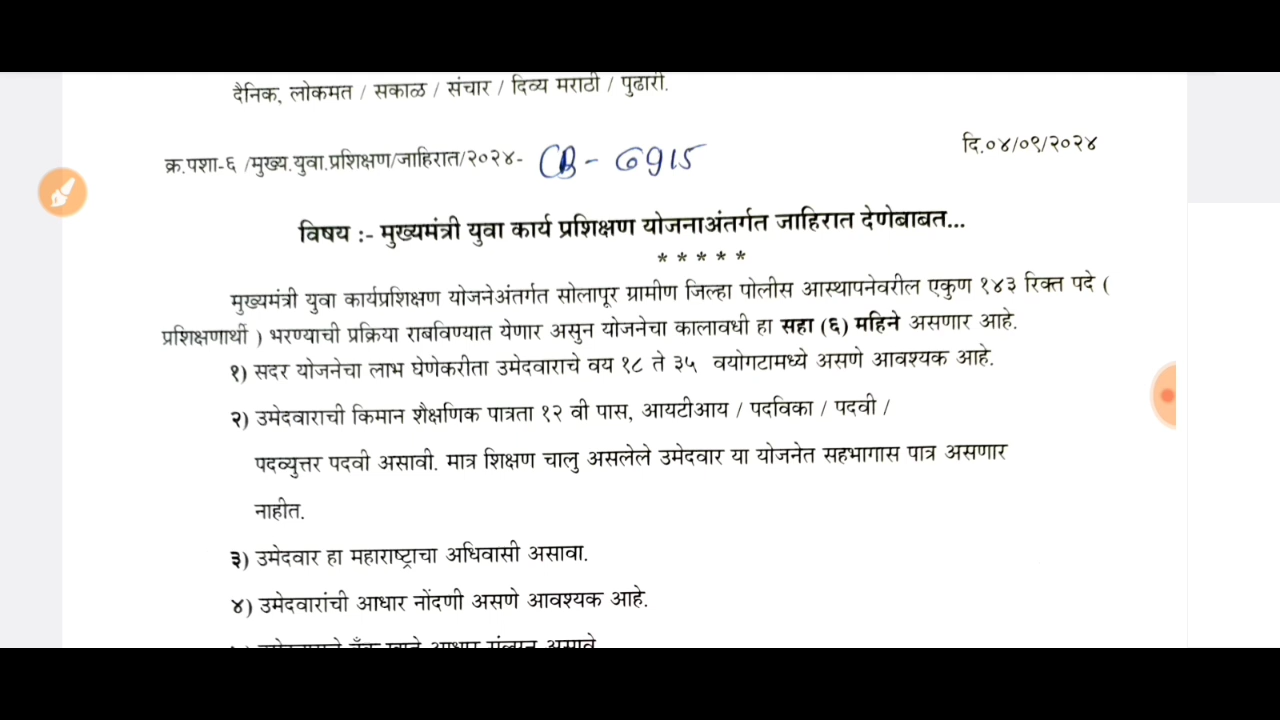 दैनिक, लोकमत / सकाळ / संचार / दिव्य मराठी / पुढारी.
क्र.पशा-६ /मुख्य.युवा.प्रशिक्षण/जाहिरात/२०२४-
दि.०४/०९/२०२४
विषय :- मुख्यमंत्री युवा कार्य प्रशिक्षण योजनाअंतर्गत जाहिरात देणेबाबत...
* * * * *
मुख्यमंत्री युवा कार्यप्रशिक्षण योजनेअंतर्गत सोलापूर ग्रामीण जिल्हा पोलीस आस्थापनेवरील एकुण १४३ रिक्त पदे (
प्रशिक्षणार्थी ) भरण्याची प्रक्रिया राबविण्यात येणार असुन योजनेचा कालावधी हा सहा (६) महिने असणार आहे.
१) सदर योजनेचा लाभ घेणेकरीता उमेदवाराचे वय १८ ते ३५ वयोगटामध्ये असणे आवश्यक आहे.
२) उमेदवाराची किमान शैक्षणिक पात्रता १२ वी पास, आयटीआय / पदविका / पदवी /
पदव्युत्तर पदवी असावी. मात्र शिक्षण चालु असलेले उमेदवार या योजनेत सहभागास पात्र असणार
नाहीत.
३) उमेदवार हा महाराष्ट्राचा अधिवासी असावा.
४) उमेदवारांची आधार नोंदणी असणे आवश्यक आहे.